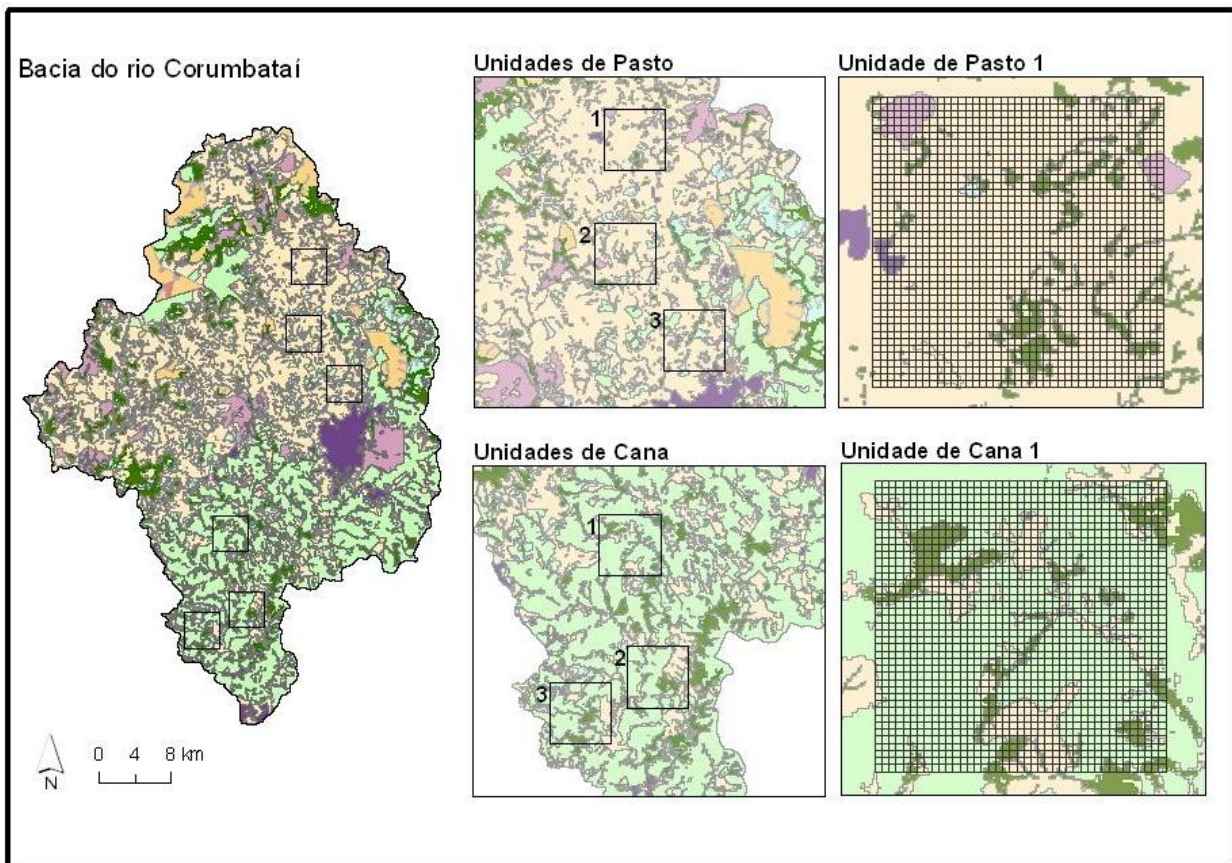 Bacia do rio Corumbataí
Unidades de Pasto
1
2
3
Unidade de Pasto 1
Unidades de Cana
1
2
3
Unidade de Cana 1
N
0 4 8 km